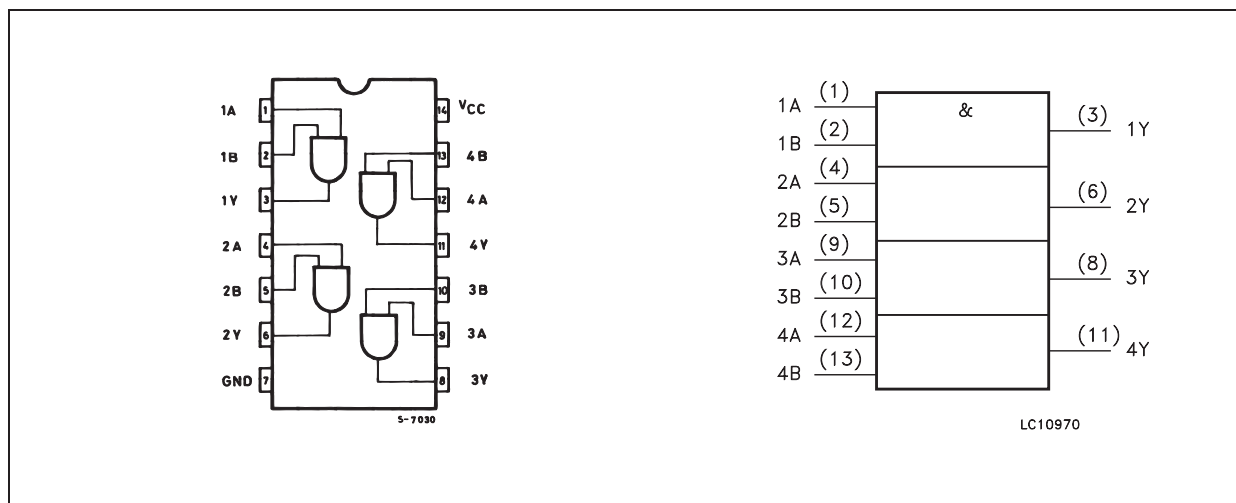 1A 1 14 VCC
1B 2 13 4B
1Y 3 12 4A
2A 4 11 4Y
2B 5 10 3B
2Y 6 9 3A
GND 7 8 3Y
S-7030
&
1A (1)
1B (2)
2A (4)
2B (5)
3A (9)
3B (10)
4A (12)
4B (13)
(3) 1Y
(6) 2Y
(8) 3Y
(11) 4Y
LC10970